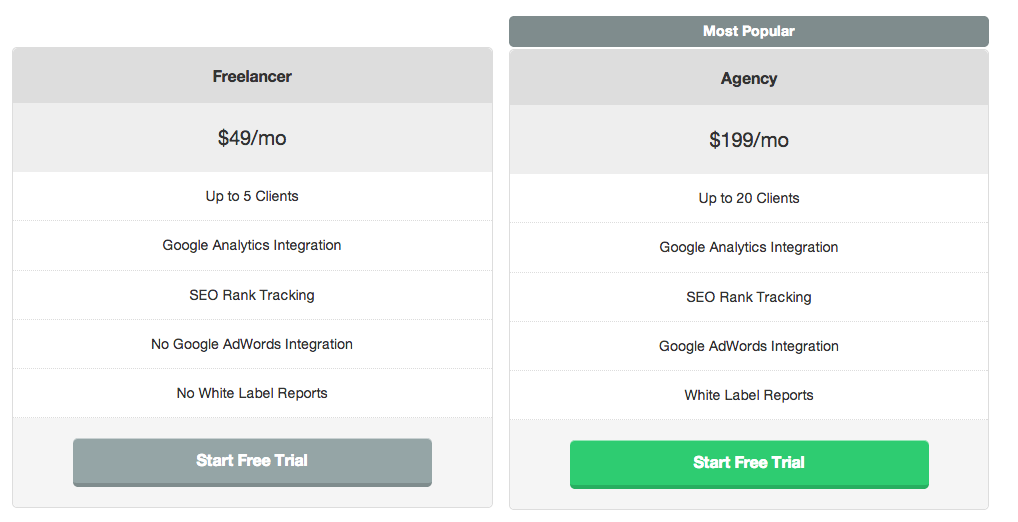 Freelancer
$49/mo
Up to 5 Clients
Google Analytics Integration
SEO Rank Tracking
No Google AdWords Integration
No White Label Reports
Start Free Trial
Most Popular
Agency
$199/mo
Up to 20 Clients
Google Analytics Integration
SEO Rank Tracking
Google AdWords Integration
White Label Reports
Start Free Trial